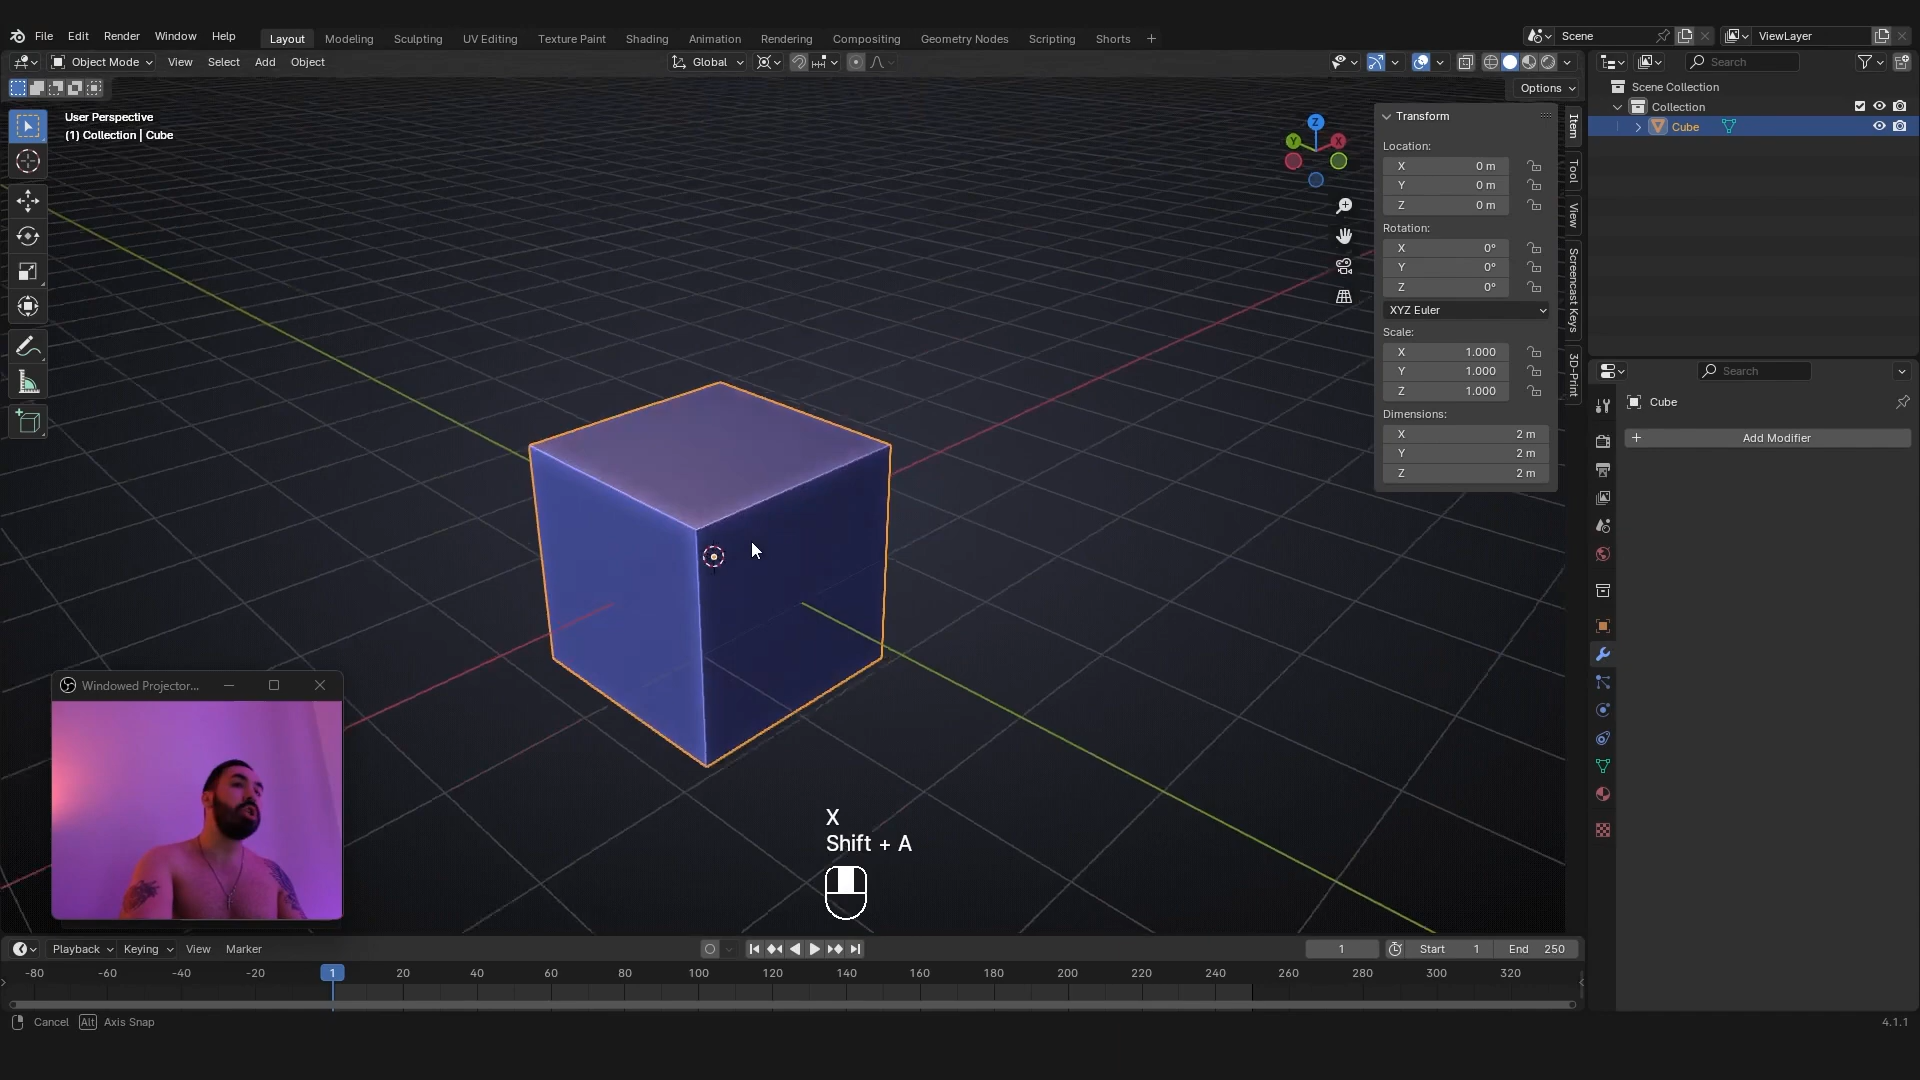 File Edit Render Window Help Layout Modeling Sculpting UV Editing Texture Paint Shading Animation Rendering Compositing Geometry Nodes Scripting Shorts Scene ViewLayer
Object Mode View Select Add Object Global Search
Options
User Perspective
(1) Collection | Cube
Z
Y
X
Transform
Location:
X 0 m
Y 0 m
Z 0 m
Rotation:
X 0°
Y 0°
Z 0°
XYZ Euler
Scale:
X 1.000
Y 1.000
Z 1.000
Dimensions:
X 2 m
Y 2 m
Z 2 m
Item
Tool
View
Screencast Keys
3D-Print
Scene Collection
Collection
Cube
Search
Cube
Add Modifier
Windowed Projector...
X
Shift + A
Playback Keying View Marker 1 Start 1 End 250
-80 -60 -40 -20 1 20 40 60 80 100 120 140 160 180 200 220 240 260 280 300 320
Cancel Alt Axis Snap 4.1.1